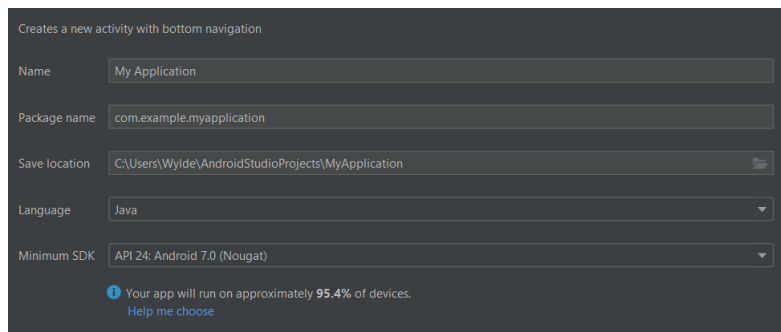 Creates a new activity with bottom navigation
Name My Application
Package name com.example.myapplication
Save location C:\Users\Wylde\AndroidStudioProjects\MyApplication
Language Java
Minimum SDK API 24: Android 7.0 (Nougat)
Your app will run on approximately 95.4% of devices.
Help me choose